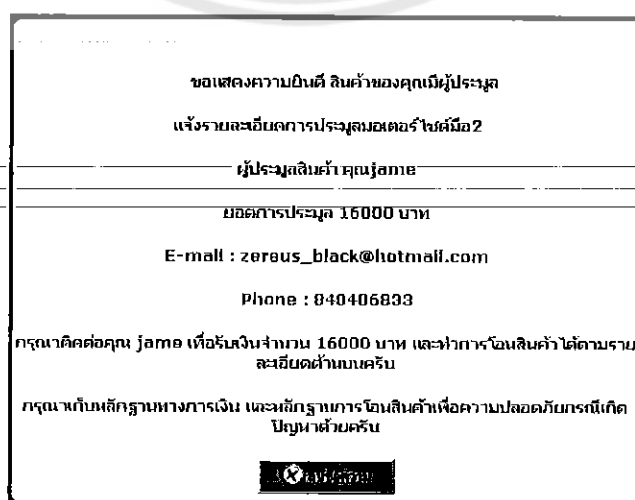 ขอแสดงความยินดี สินค้าของคุณมีผู้ประมูล
แจ้งรายละเอียดการประมูลมอเตอร์ไซค์มือ2
ผู้ประมูลสินค้า คุณjame
ยอดการประมูล 16000 บาท
E-mail : zereus_black@hotmail.com
Phone : 840406833
กรุณาติดต่อคุณ jame เพื่อรับเงินจำนวน 16000 บาท และทำการโอนสินค้าได้ตามราย
ละเอียดด้านบนครับ
กรุณาเก็บหลักฐานทางการเงิน และหลักฐานการโอนสินค้าเพื่อความปลอดภัยกรณีเกิด
ปัญหาด้วยครับ